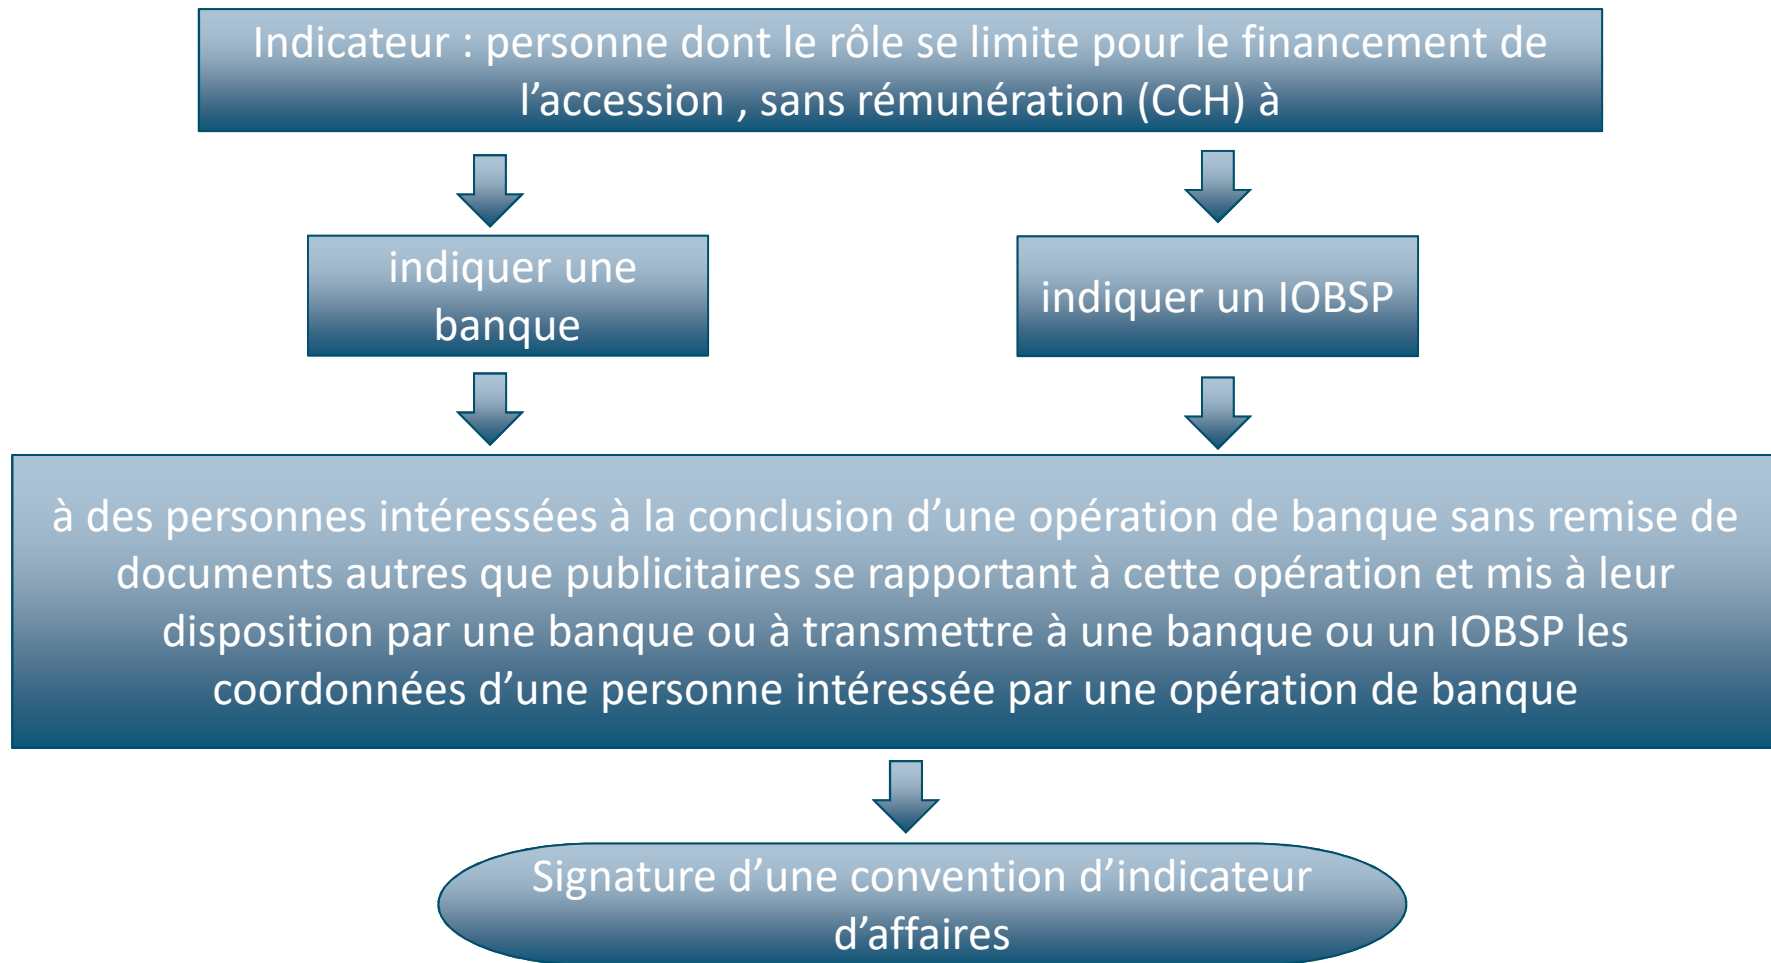 Indicateur : personne dont le rôle se limite pour le financement de
l’accession , sans rémunération (CCH) à
indiquer une
banque
indiquer un IOBSP
à des personnes intéressées à la conclusion d’une opération de banque sans remise de
documents autres que publicitaires se rapportant à cette opération et mis à leur
disposition par une banque ou à transmettre à une banque ou un IOBSP les
coordonnées d’une personne intéressée par une opération de banque
Signature d’une convention d’indicateur
d’affaires